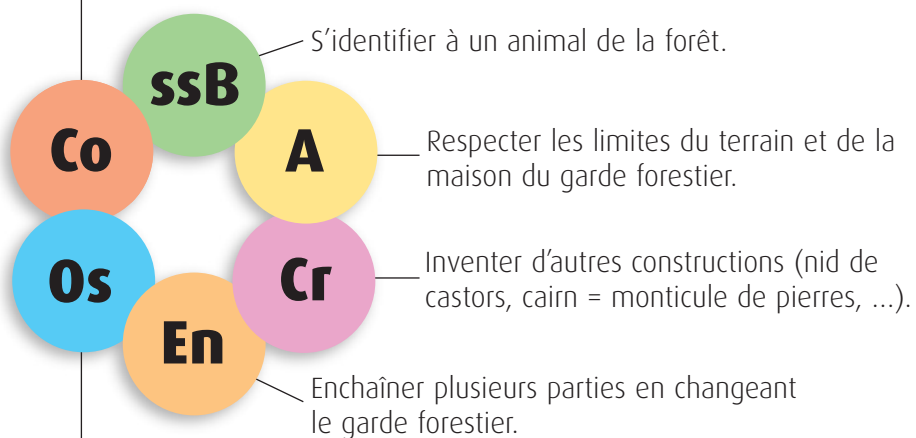 ssB
S'identifier à un animal de la forêt.
Co
A
Respecter les limites du terrain et de la
maison du garde forestier.
Os
Cr
Inventer d'autres constructions (nid de
castors, cairn = monticule de pierres, ...).
En
Enchaîner plusieurs parties en changeant
le garde forestier.